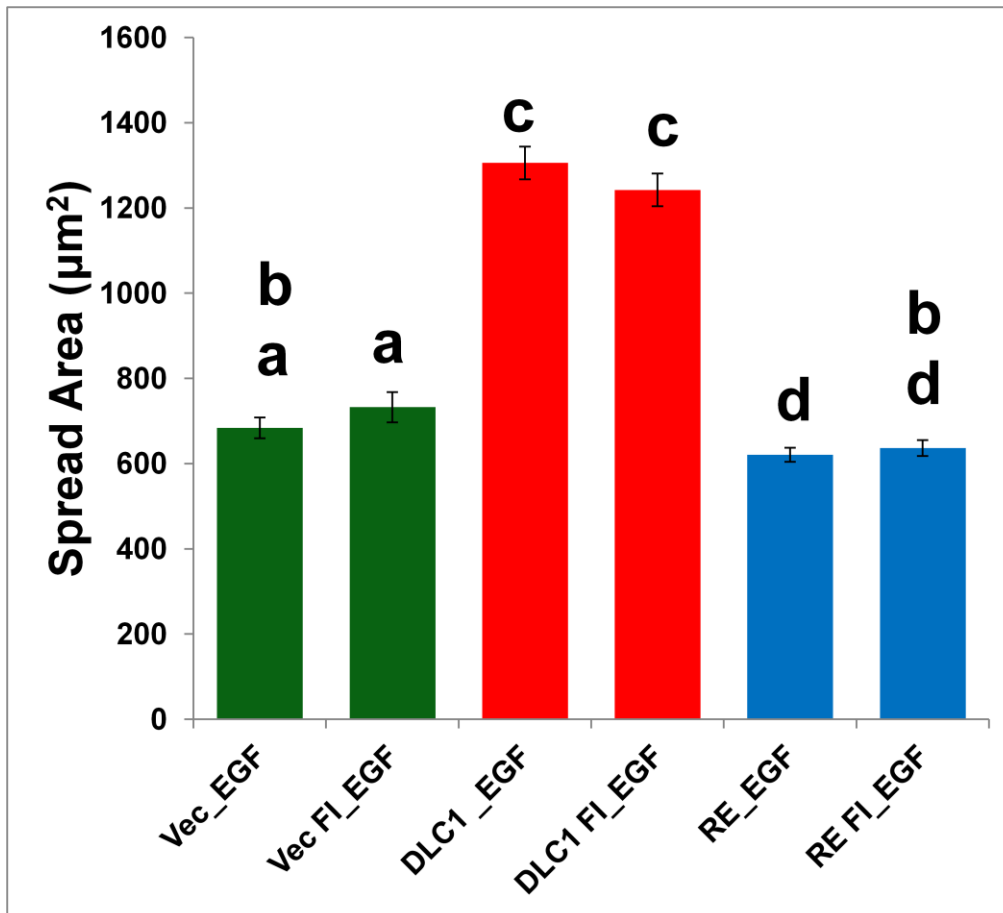 Spread Area (µm²)
1600
1400
1200
1000
800
600
400
200
0
b
a
a
c
c
d
b
d
Vec_EGF
Vec FI_EGF
DLC1 _EGF
DLC1 FI_EGF
RE_EGF
RE FI_EGF